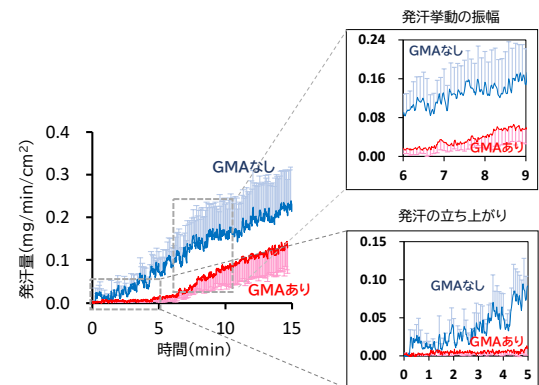 発汗挙動の振幅
0.24
0.16
0.08
0.00
GMAなし
GMAあり
6 7 8 9
発汗量(mg/min/cm²)
0.4
0.3
0.2
0.1
0.0
GMAなし
GMAあり
0 5 10 15
時間(min)
発汗の立ち上がり
0.15
0.10
0.05
0.00
GMAなし
GMAあり
0 1 2 3 4 5